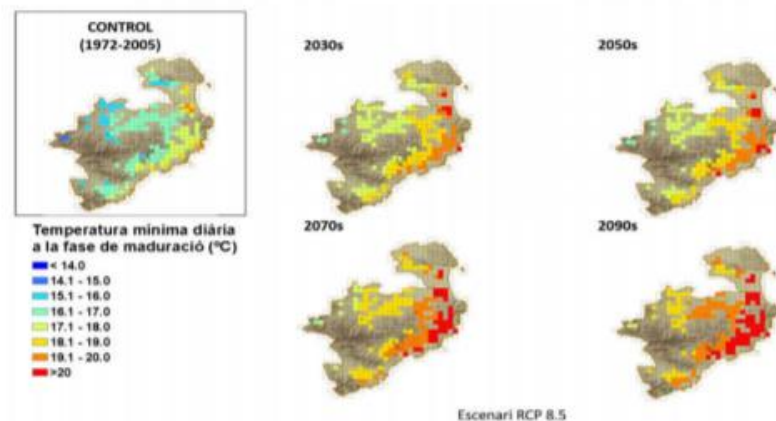 CONTROL
(1972-2005)
2030s
2050s
Temperatura mínima diària
a la fase de maduració (ºC)
< 14.0
14.1 - 15.0
15.1 - 16.0
16.1 - 17.0
17.1 - 18.0
18.1 - 19.0
19.1 - 20.0
>20
2070s
2090s
Escenari RCP 8.5